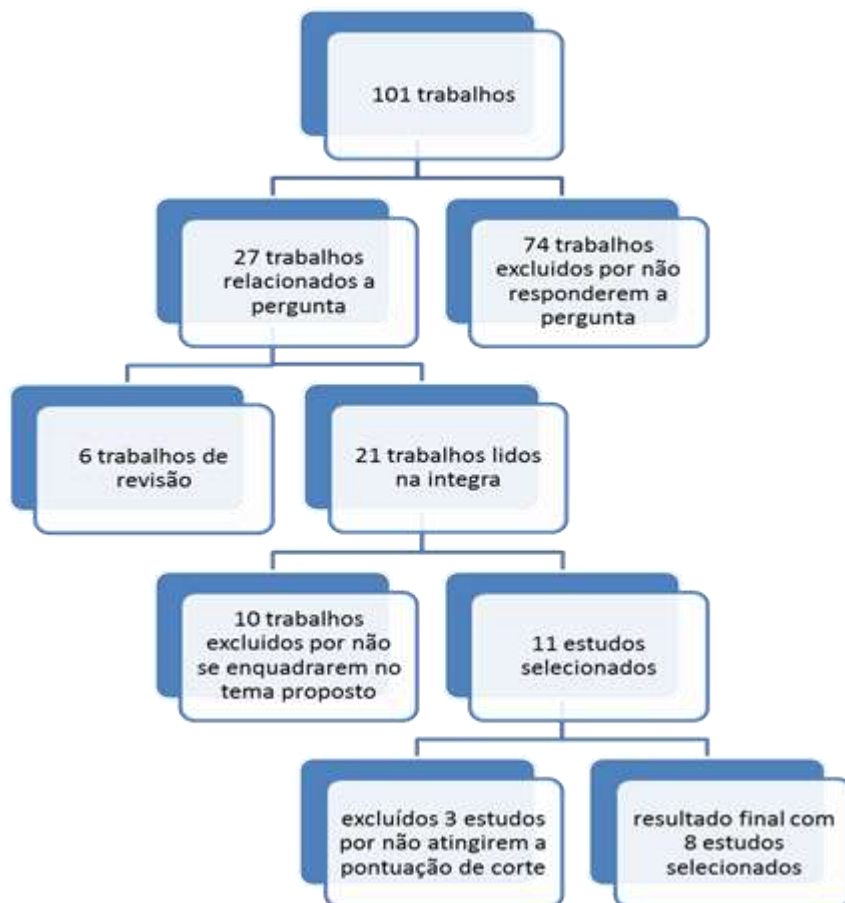 101 trabalhos
27 trabalhos
relacionados a
pergunta
74 trabalhos
excluidos por não
responderem a
pergunta
6 trabalhos de
revisão
21 trabalhos lidos
na integra
10 trabalhos
excluidos por não
se enquadrarem no
tema proposto
11 estudos
selecionados
excluídos 3 estudos
por não atingirem a
pontuação de corte
resultado final com
8 estudos
selecionados